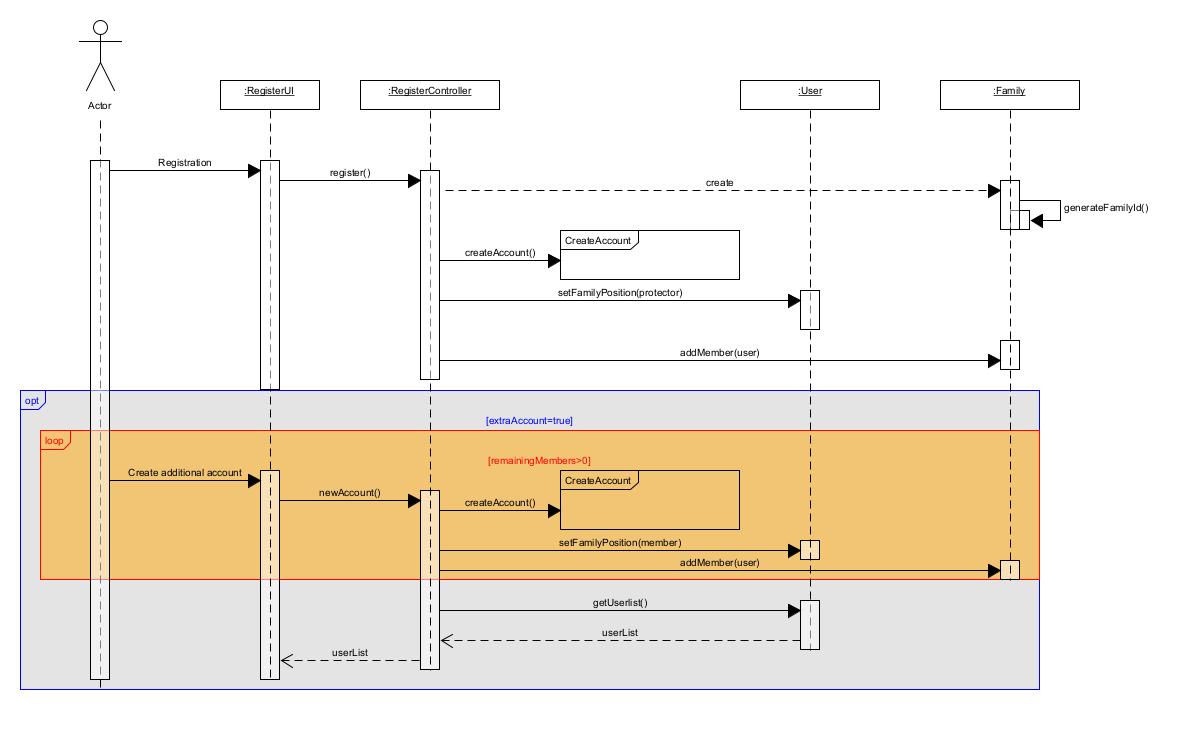 Actor
:RegisterUI
:RegisterController
:User
:Family
Registration
register()
create
generateFamilyId()
CreateAccount
createAccount()
setFamilyPosition(protector)
addMember(user)
opt
[extraAccount=true]
loop
[remainingMembers>0]
Create additional account
CreateAccount
newAccount()
createAccount()
setFamilyPosition(member)
addMember(user)
getUserlist()
userList
userList